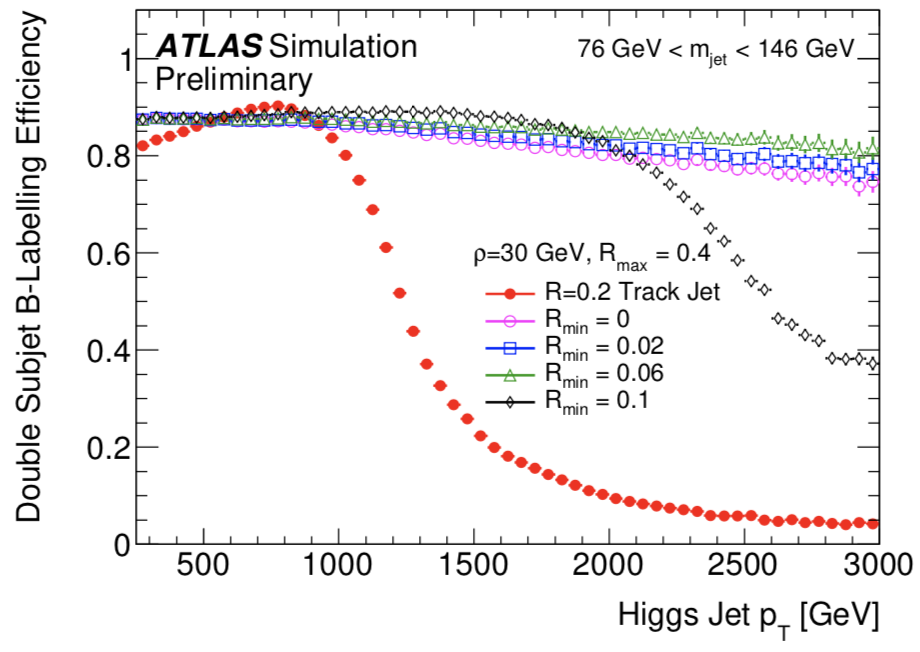 ATLAS Simulation
Preliminary
76 GeV < m_jet < 146 GeV
Double Subjet B-Labelling Efficiency
1
0.8
0.6
0.4
0.2
0
ρ=30 GeV, R_max = 0.4
R=0.2 Track Jet
R_min = 0
R_min = 0.02
R_min = 0.06
R_min = 0.1
500 1000 1500 2000 2500 3000
Higgs Jet p_T [GeV]